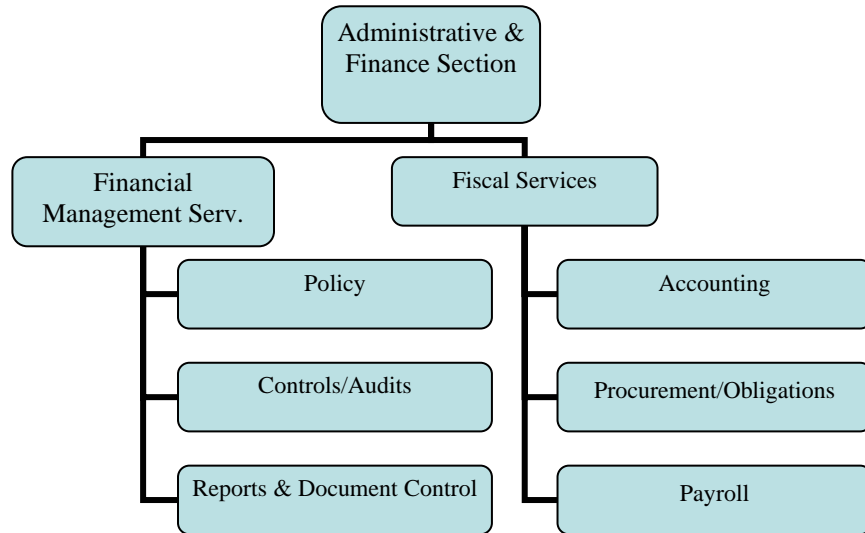 Administrative &
Finance Section
Financial
Management Serv.
Fiscal Services
Policy
Accounting
Controls/Audits
Procurement/Obligations
Reports & Document Control
Payroll